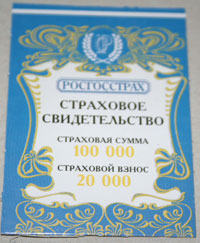 РОСГОССТРАХ
СТРАХОВОЕ
СВИДЕТЕЛЬСТВО
СТРАХОВАЯ СУММА
100 000
СТРАХОВОЙ ВЗНОС
20 000